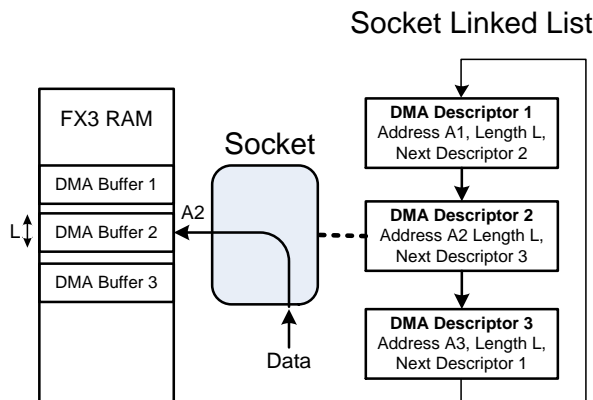 Socket Linked List
FX3 RAM
DMA Buffer 1
L
DMA Buffer 2
DMA Buffer 3
Socket
A2
Data
DMA Descriptor 1
Address A1, Length L,
Next Descriptor 2
DMA Descriptor 2
Address A2 Length L,
Next Descriptor 3
DMA Descriptor 3
Address A3, Length L,
Next Descriptor 1